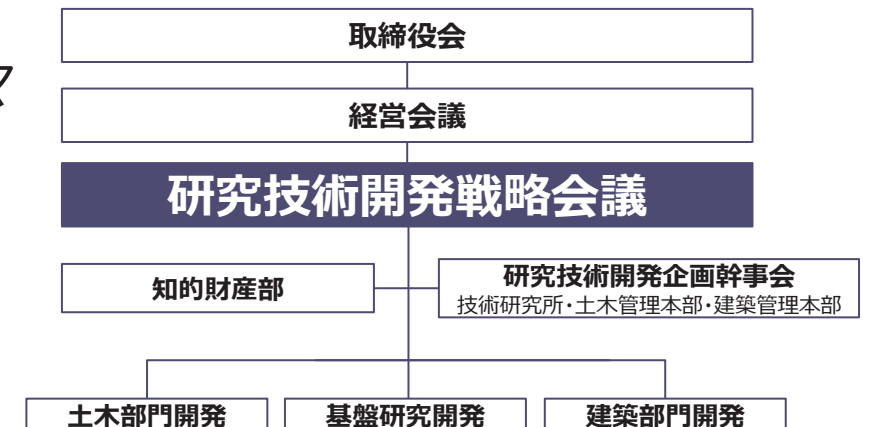 取締役会
経営会議
研究技術開発戦略会議
知的財産部
研究技術開発企画幹事会
技術研究所・土木管理本部・建築管理本部
土木部門開発
基盤研究開発
建築部門開発